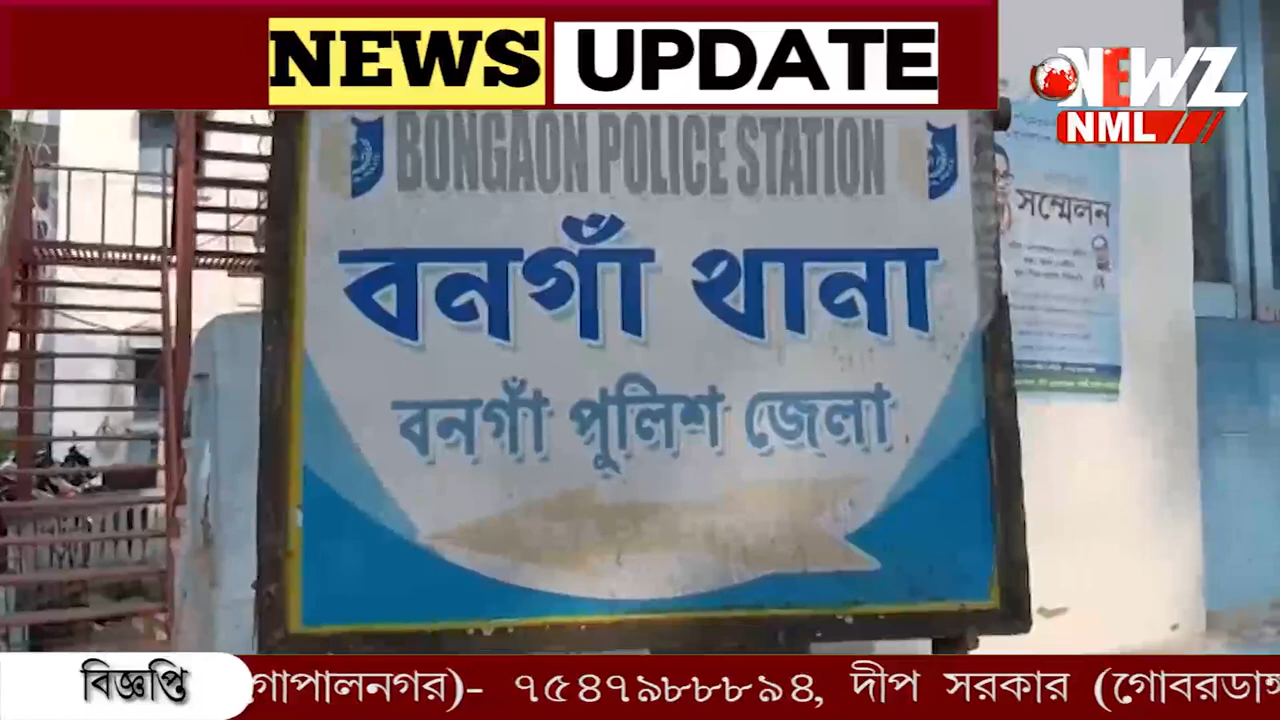 NEWS UPDATE
NEWZ
NML
BONGAON POLICE STATION
বনগাঁ থানা
বনগাঁ পুলিশ জেলা
সম্মেলন
বিজ্ঞপ্তি
গোপালনগর)- ৭৫৪৭৯৮৮৮৯৪, দীপ সরকার (গোবরডাঙ্গ